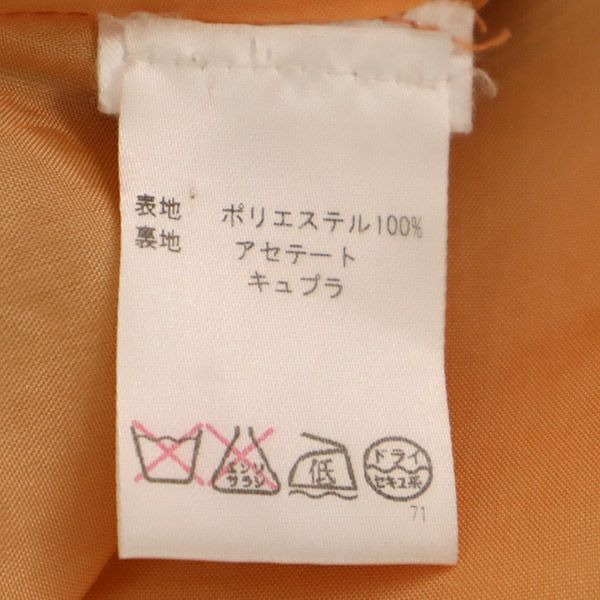 表地 ポリエステル100%
裏地 アセテート
キュプラ
エンソ
サラシ
低
ドライ
セキユ系
71